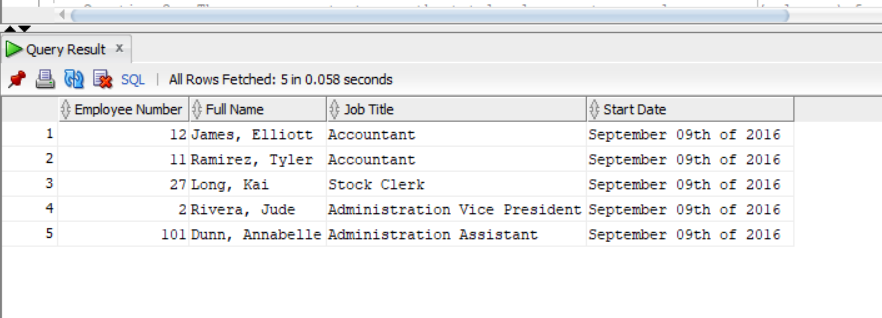 Query Result x
SQL | All Rows Fetched: 5 in 0.058 seconds
Employee Number Full Name Job Title Start Date
1 12 James, Elliott Accountant September 09th of 2016
2 11 Ramirez, Tyler Accountant September 09th of 2016
3 27 Long, Kai Stock Clerk September 09th of 2016
4 2 Rivera, Jude Administration Vice President September 09th of 2016
5 101 Dunn, Annabelle Administration Assistant September 09th of 2016